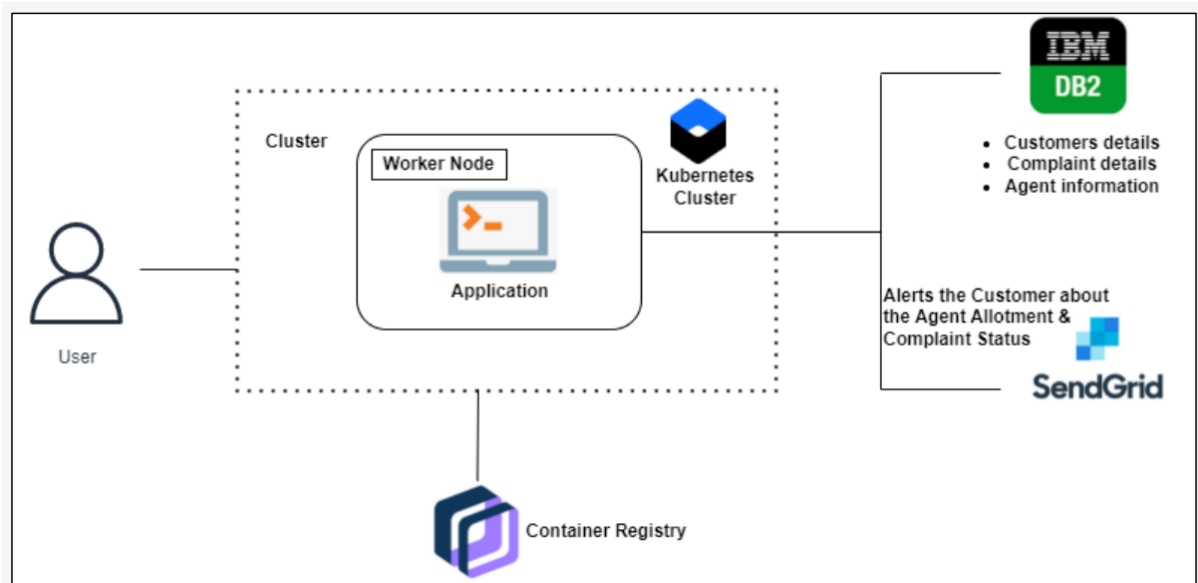 IBM
DB2
Cluster
Worker Node
Customers details
Complaint details
Agent information
Kubernetes
Cluster
Application
Alerts the Customer about
the Agent Allotment &
Complaint Status
User
SendGrid
Container Registry